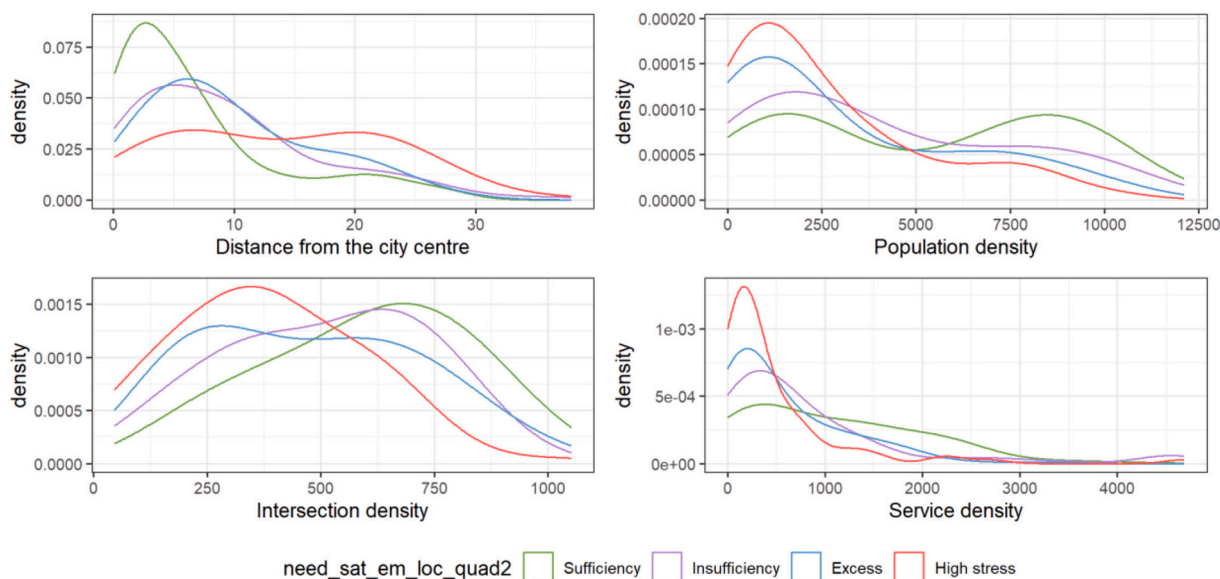 density
0.075
0.050
0.025
0.000
0 10 20 30
Distance from the city centre
density
0.00020
0.00015
0.00010
0.00005
0.00000
0 2500 5000 7500 10000 12500
Population density
density
0.0015
0.0010
0.0005
0.0000
0 250 500 750 1000
Intersection density
density
1e-03
5e-04
0e+00
0 1000 2000 3000 4000
Service density
need_sat_em_loc_quad2 Sufficiency Insufficiency Excess High stress